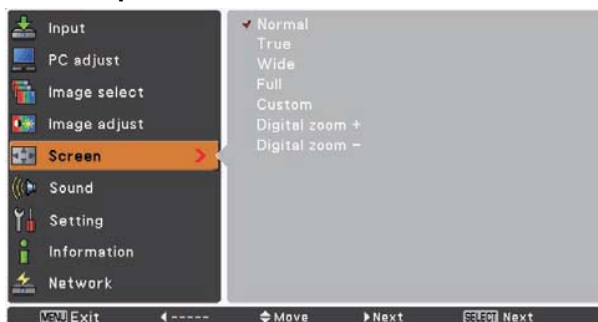 Input
PC adjust
Image select
Image adjust
Screen
Sound
Setting
Information
Network
Normal
True
Wide
Full
Custom
Digital zoom +
Digital zoom –
MENU Exit ◀----- ◆Move ▶Next SELECT Next